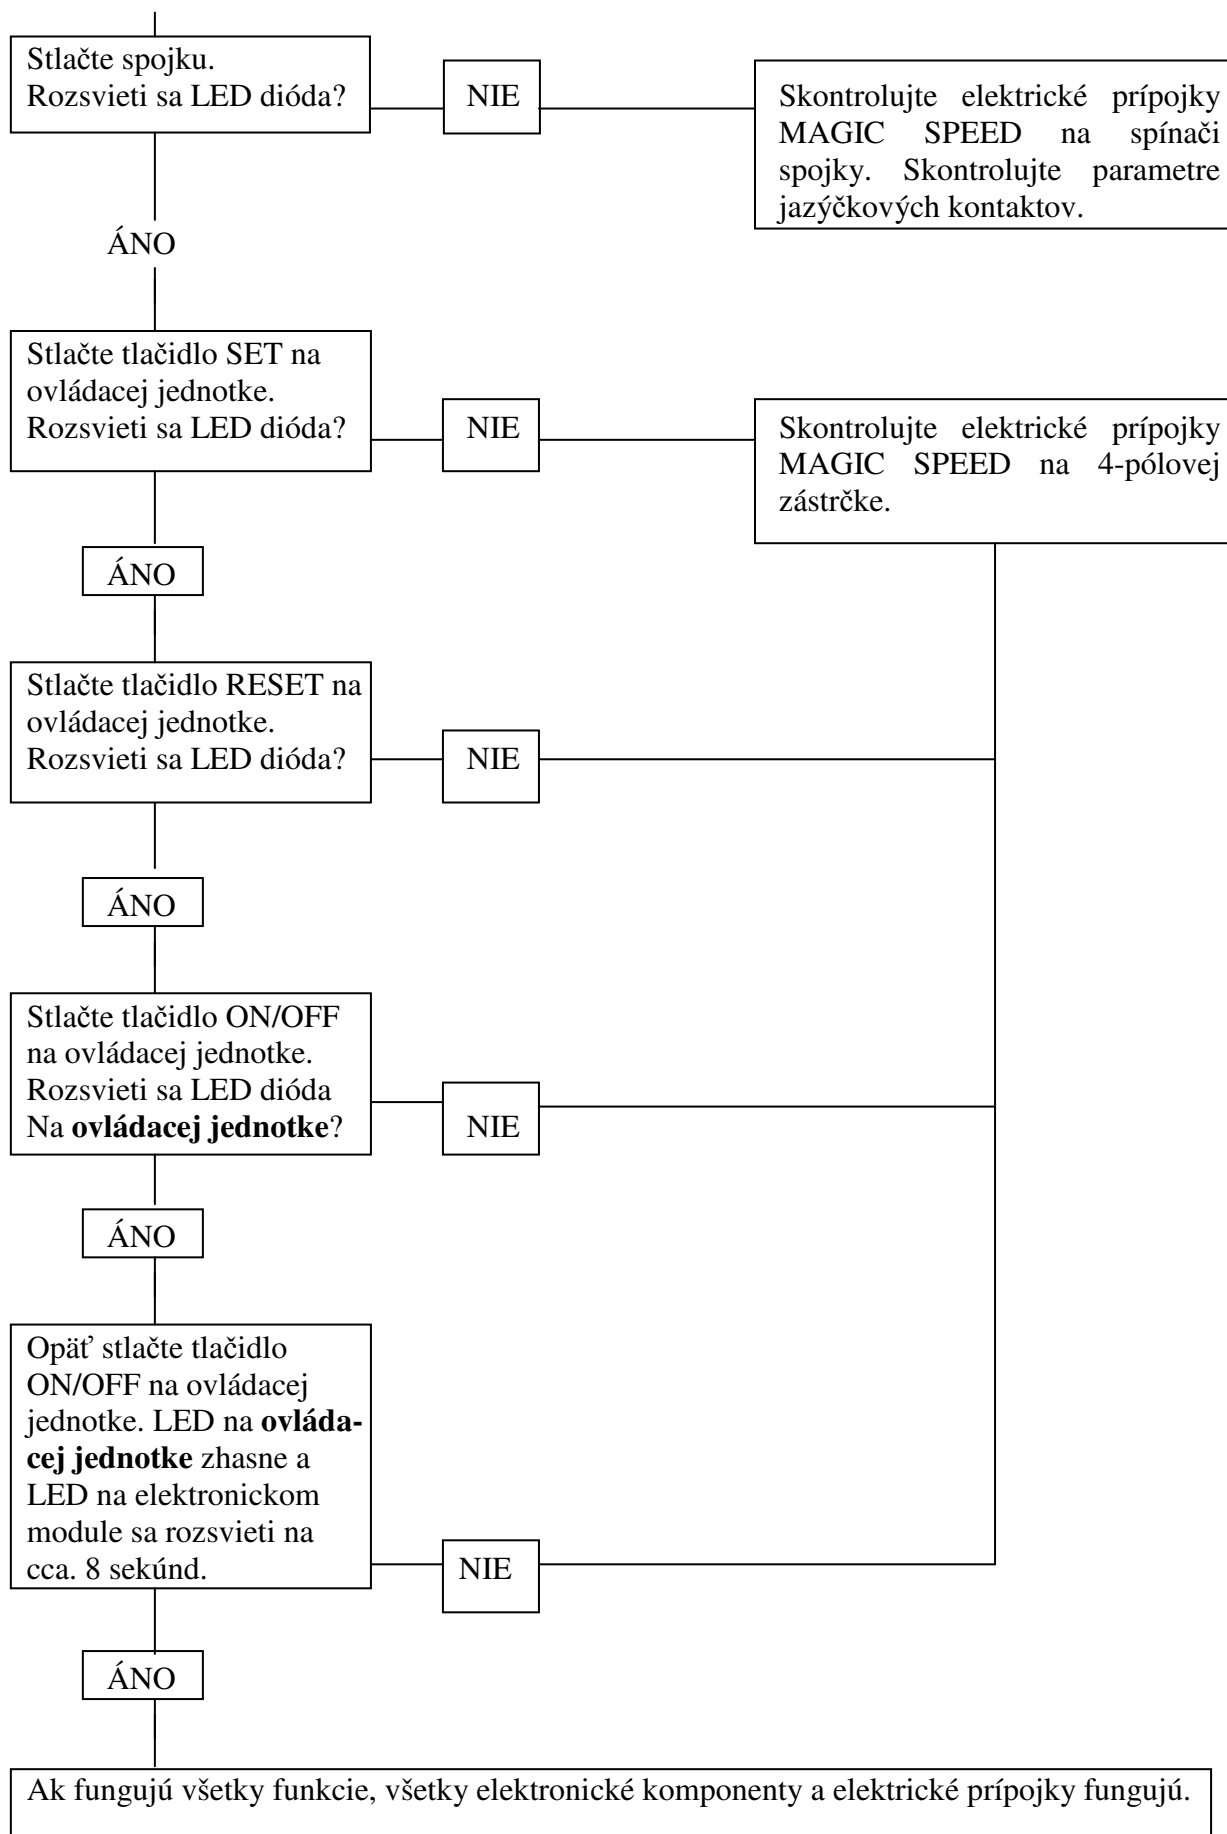 Stlačte spojku.
Rozsvieti sa LED dióda?
NIE
Skontrolujte elektrické prípojky
MAGIC SPEED na spínači
spojky. Skontrolujte parametre
jazýčkových kontaktov.
ÁNO
Stlačte tlačidlo SET na
ovládacej jednotke.
Rozsvieti sa LED dióda?
NIE
Skontrolujte elektrické prípojky
MAGIC SPEED na 4-pólovej
zástrčke.
ÁNO
Stlačte tlačidlo RESET na
ovládacej jednotke.
Rozsvieti sa LED dióda?
NIE
ÁNO
Stlačte tlačidlo ON/OFF
na ovládacej jednotke.
Rozsvieti sa LED dióda
Na ovládacej jednotke?
NIE
ÁNO
Opäť stlačte tlačidlo
ON/OFF na ovládacej
jednotke. LED na ovláda-
cej jednotke zhasne a
LED na elektronickom
module sa rozsvieti na
cca. 8 sekúnd.
NIE
ÁNO
Ak fungujú všetky funkcie, všetky elektronické komponenty a elektrické prípojky fungujú.